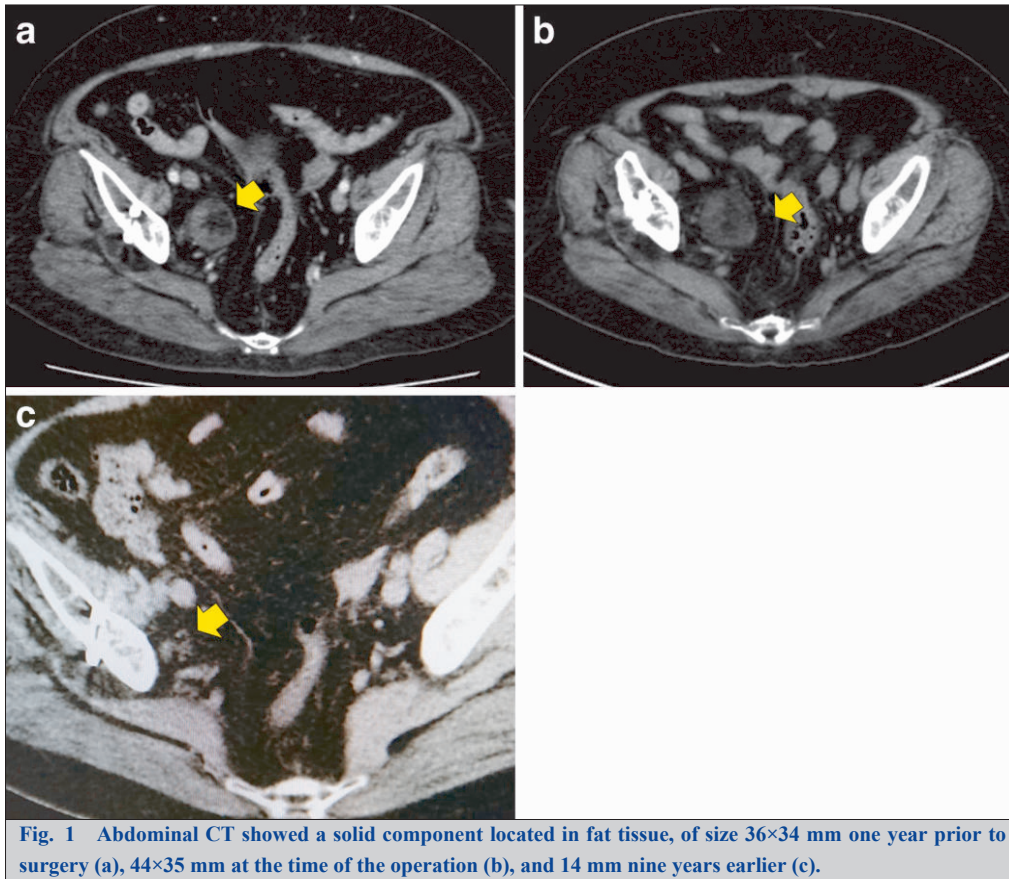 a
b
c
Fig. 1 Abdominal CT showed a solid component located in fat tissue, of size 36×34 mm one year prior to
surgery (a), 44×35 mm at the time of the operation (b), and 14 mm nine years earlier (c).